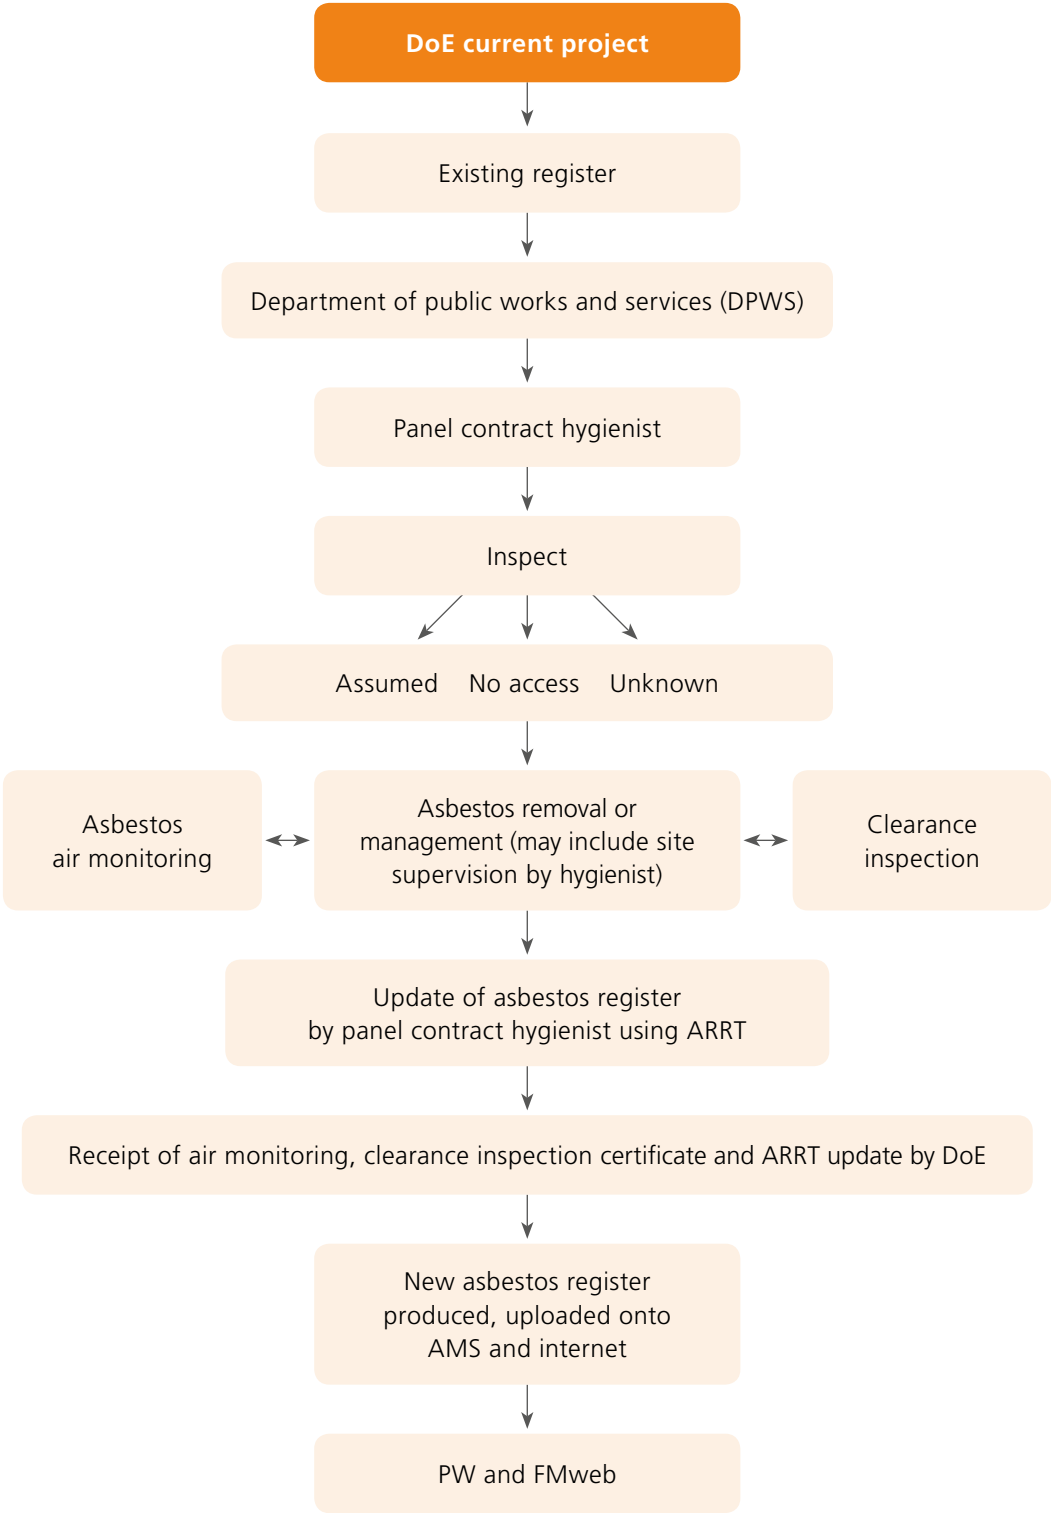 DoE current project
Existing register
Department of public works and services (DPWS)
Panel contract hygienist
Inspect
Assumed No access Unknown
Asbestos
air monitoring
Asbestos removal or
management (may include site
supervision by hygienist)
Clearance
inspection
Update of asbestos register
by panel contract hygienist using ARRT
Receipt of air monitoring, clearance inspection certificate and ARRT update by DoE
New asbestos register
produced, uploaded onto
AMS and internet
PW and FMweb